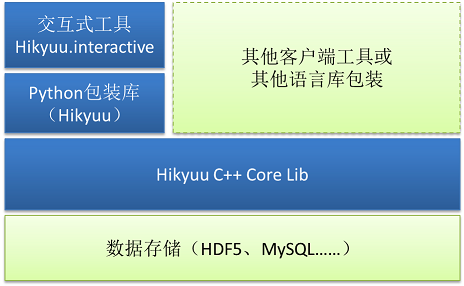 交互式工具
Hikyuu.interactive
其他客户端工具或
其他语言库包装
Python包装库
（Hikyuu）
Hikyuu C++ Core Lib
数据存储（HDF5、MySQL……）